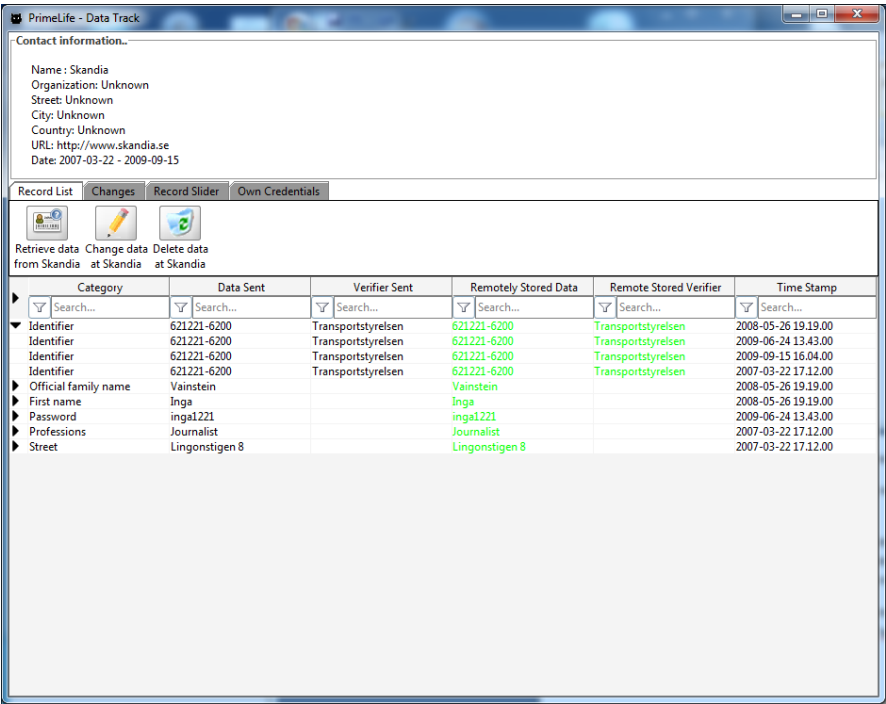 PrimeLife - Data Track
Contact information..
Name : Skandia
Organization: Unknown
Street: Unknown
City: Unknown
Country: Unknown
URL: http://www.skandia.se
Date: 2007-03-22 - 2009-09-15
Record List Changes Record Slider Own Credentials
Retrieve data Change data Delete data
from Skandia at Skandia at Skandia
Category Data Sent Verifier Sent Remotely Stored Data Remote Stored Verifier Time Stamp
Search... Search... Search... Search... Search... Search...
Identifier 621221-6200 Transportstyrelsen 621221-6200 Transportstyrelsen 2008-05-26 19.19.00
Identifier 621221-6200 Transportstyrelsen 621221-6200 Transportstyrelsen 2009-06-24 13.43.00
Identifier 621221-6200 Transportstyrelsen 621221-6200 Transportstyrelsen 2009-09-15 16.04.00
Identifier 621221-6200 Transportstyrelsen 621221-6200 Transportstyrelsen 2007-03-22 17.12.00
Official family name Vainstein Vainstein 2008-05-26 19.19.00
First name Inga Inga 2008-05-26 19.19.00
Password inga1221 inga1221 2009-06-24 13.43.00
Professions Journalist Journalist 2007-03-22 17.12.00
Street Lingonstigen 8 Lingonstigen 8 2007-03-22 17.12.00